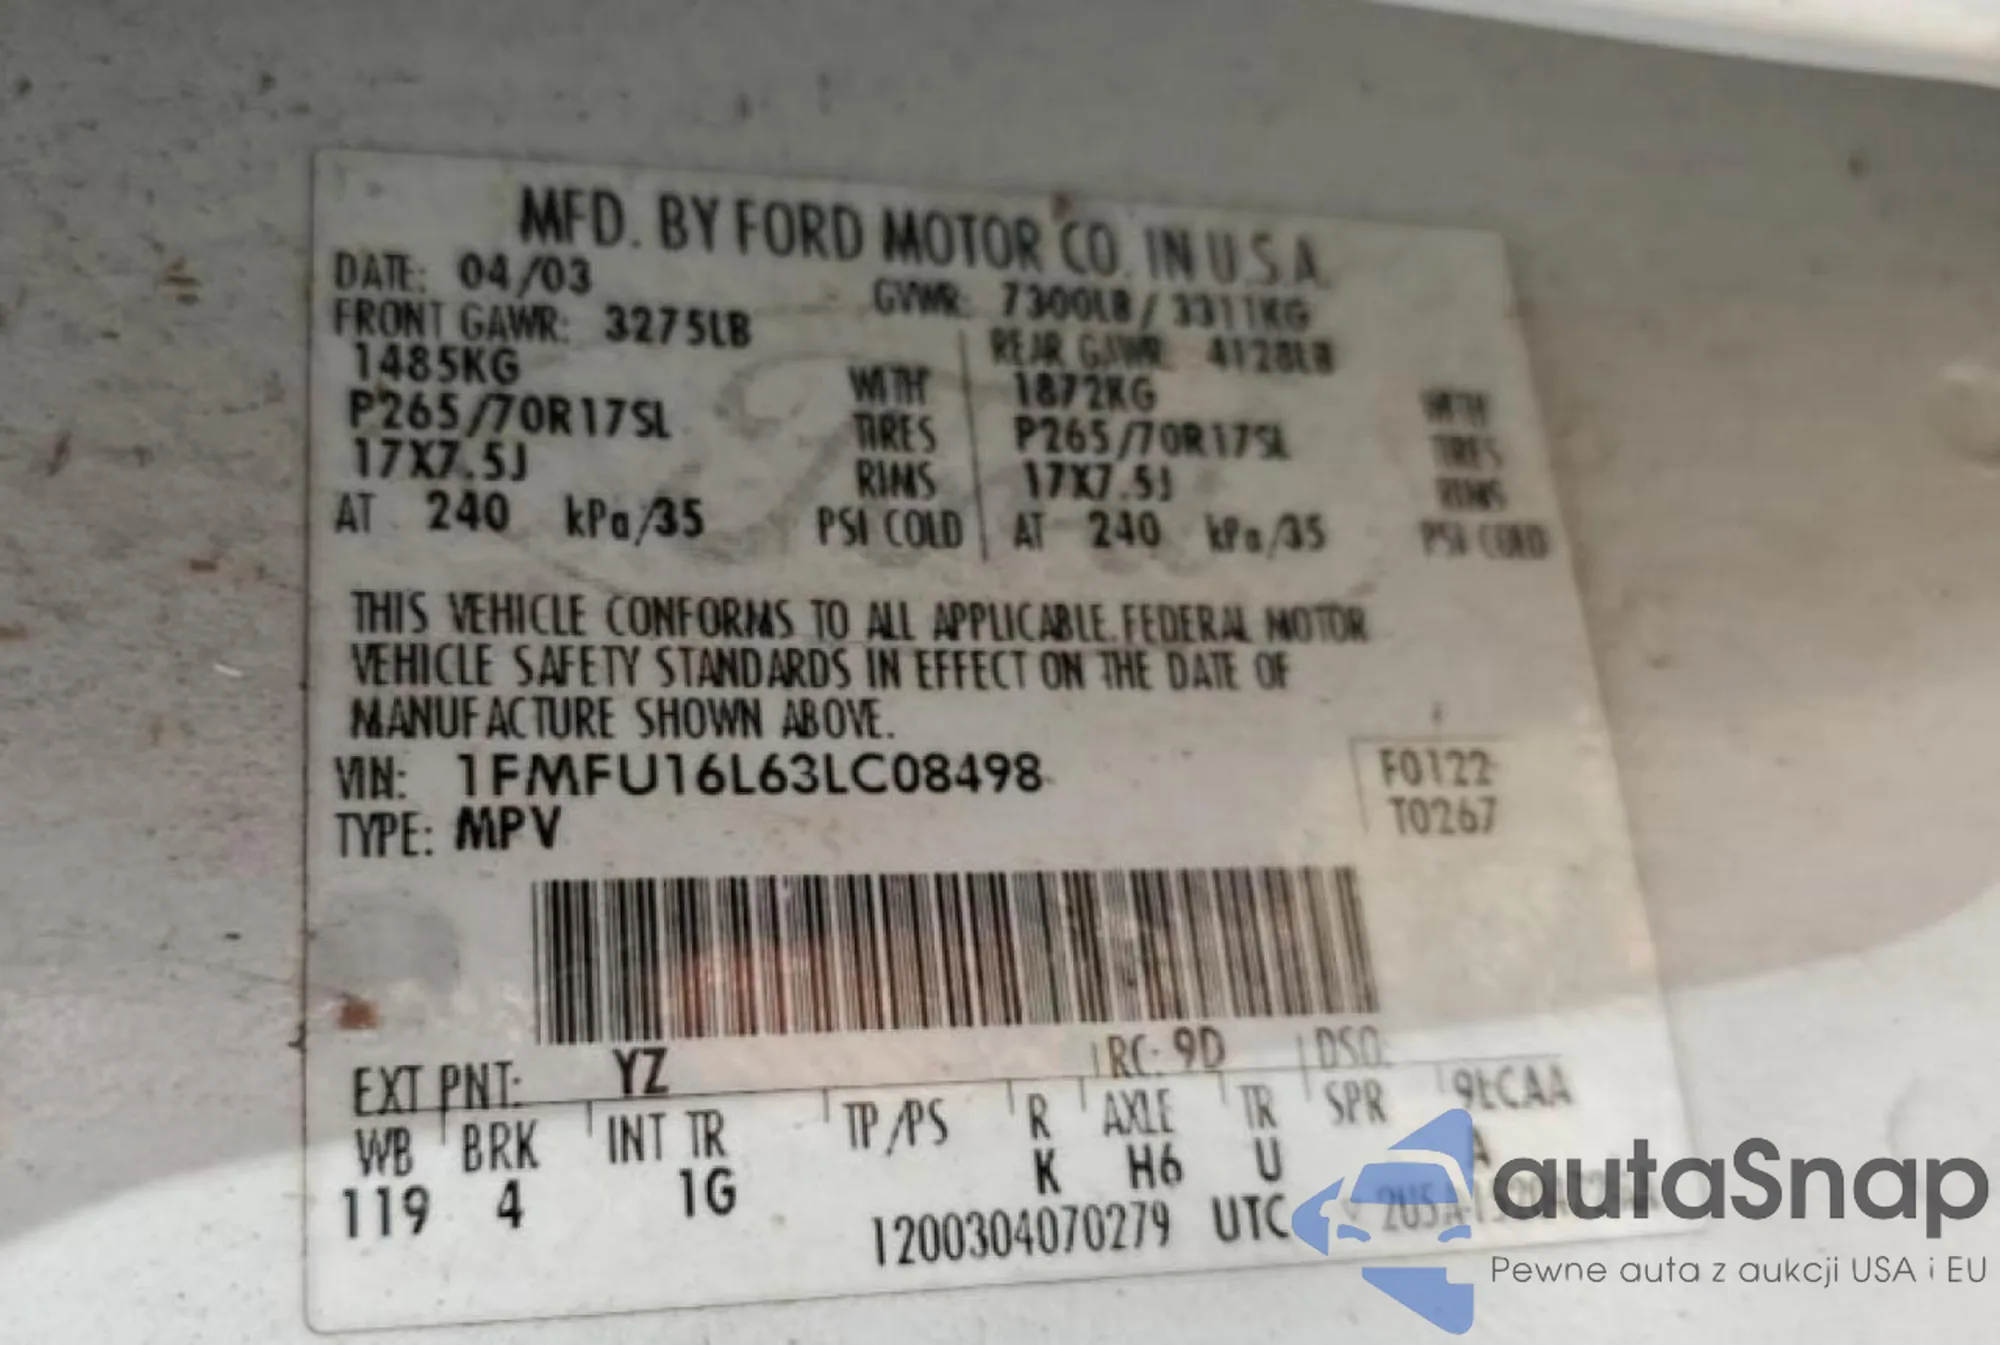 MFD. BY FORD MOTOR CO. IN U.S.A.
DATE: 04/03 GVWR: 7300LB / 3311KG
FRONT GAWR: 3275LB REAR GAWR: 4128LB
1485KG WITH 1872KG WITH
P265/70R17SL TIRES P265/70R17SL TIRES
17X7.5J RIMS 17X7.5J RIMS
AT 240 kPa/35 PSI COLD AT 240 kPa/35 PSI COLD
THIS VEHICLE CONFORMS TO ALL APPLICABLE FEDERAL MOTOR
VEHICLE SAFETY STANDARDS IN EFFECT ON THE DATE OF
MANUFACTURE SHOWN ABOVE.
VIN: 1FMFU16L63LC08498
TYPE: MPV
F0122
T0267
EXT PNT: YZ RC: 9D DSO:
WB BRK INT TR TP/PS R AXLE TR SPR
119 4 1G K H6 U A
1200304070279 UTC
autaSnap
Pewne auta z aukcji USA i EU